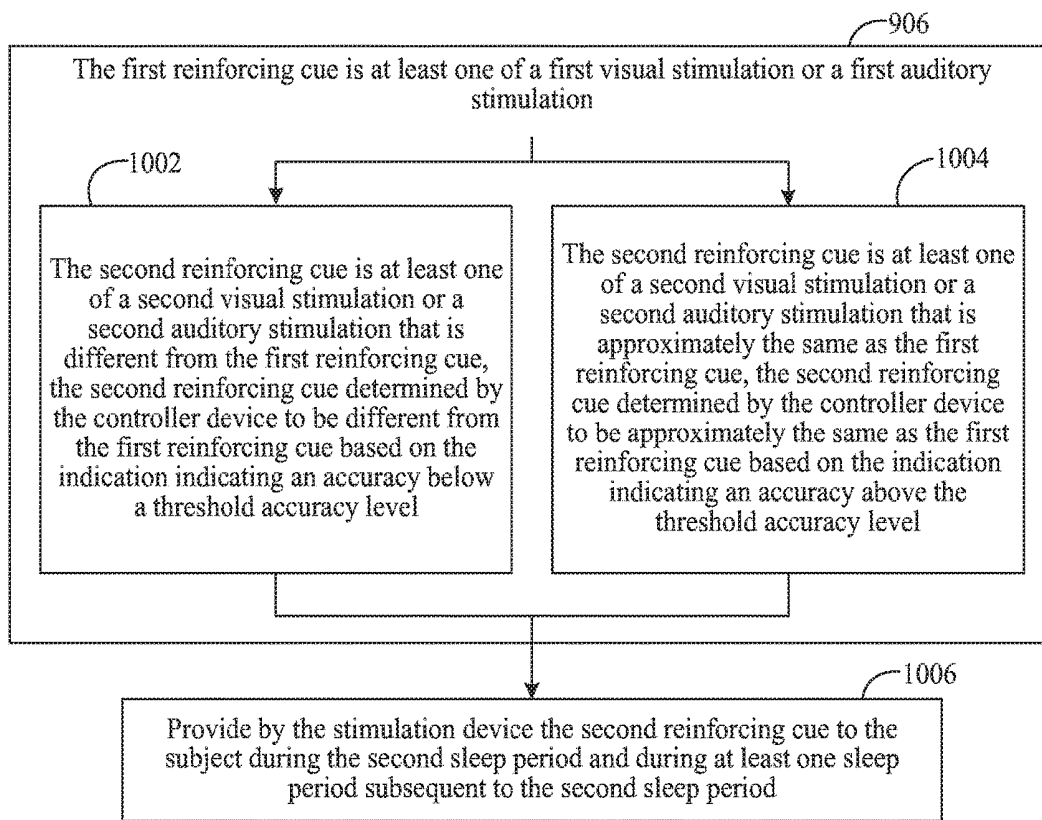 906
The first reinforcing cue is at least one of a first visual stimulation or a first auditory
stimulation
1002
1004
The second reinforcing cue is at least one
of a second visual stimulation or a
second auditory stimulation that is
different from the first reinforcing cue,
the second reinforcing cue determined by
the controller device to be different from
the first reinforcing cue based on the
indication indicating an accuracy below
a threshold accuracy level
The second reinforcing cue is at least one
of a second visual stimulation or a
second auditory stimulation that is
approximately the same as the first
reinforcing cue, the second reinforcing
cue determined by the controller device
to be approximately the same as the first
reinforcing cue based on the indication
indicating an accuracy above the
threshold accuracy level
1006
Provide by the stimulation device the second reinforcing cue to the
subject during the second sleep period and during at least one sleep
period subsequent to the second sleep period